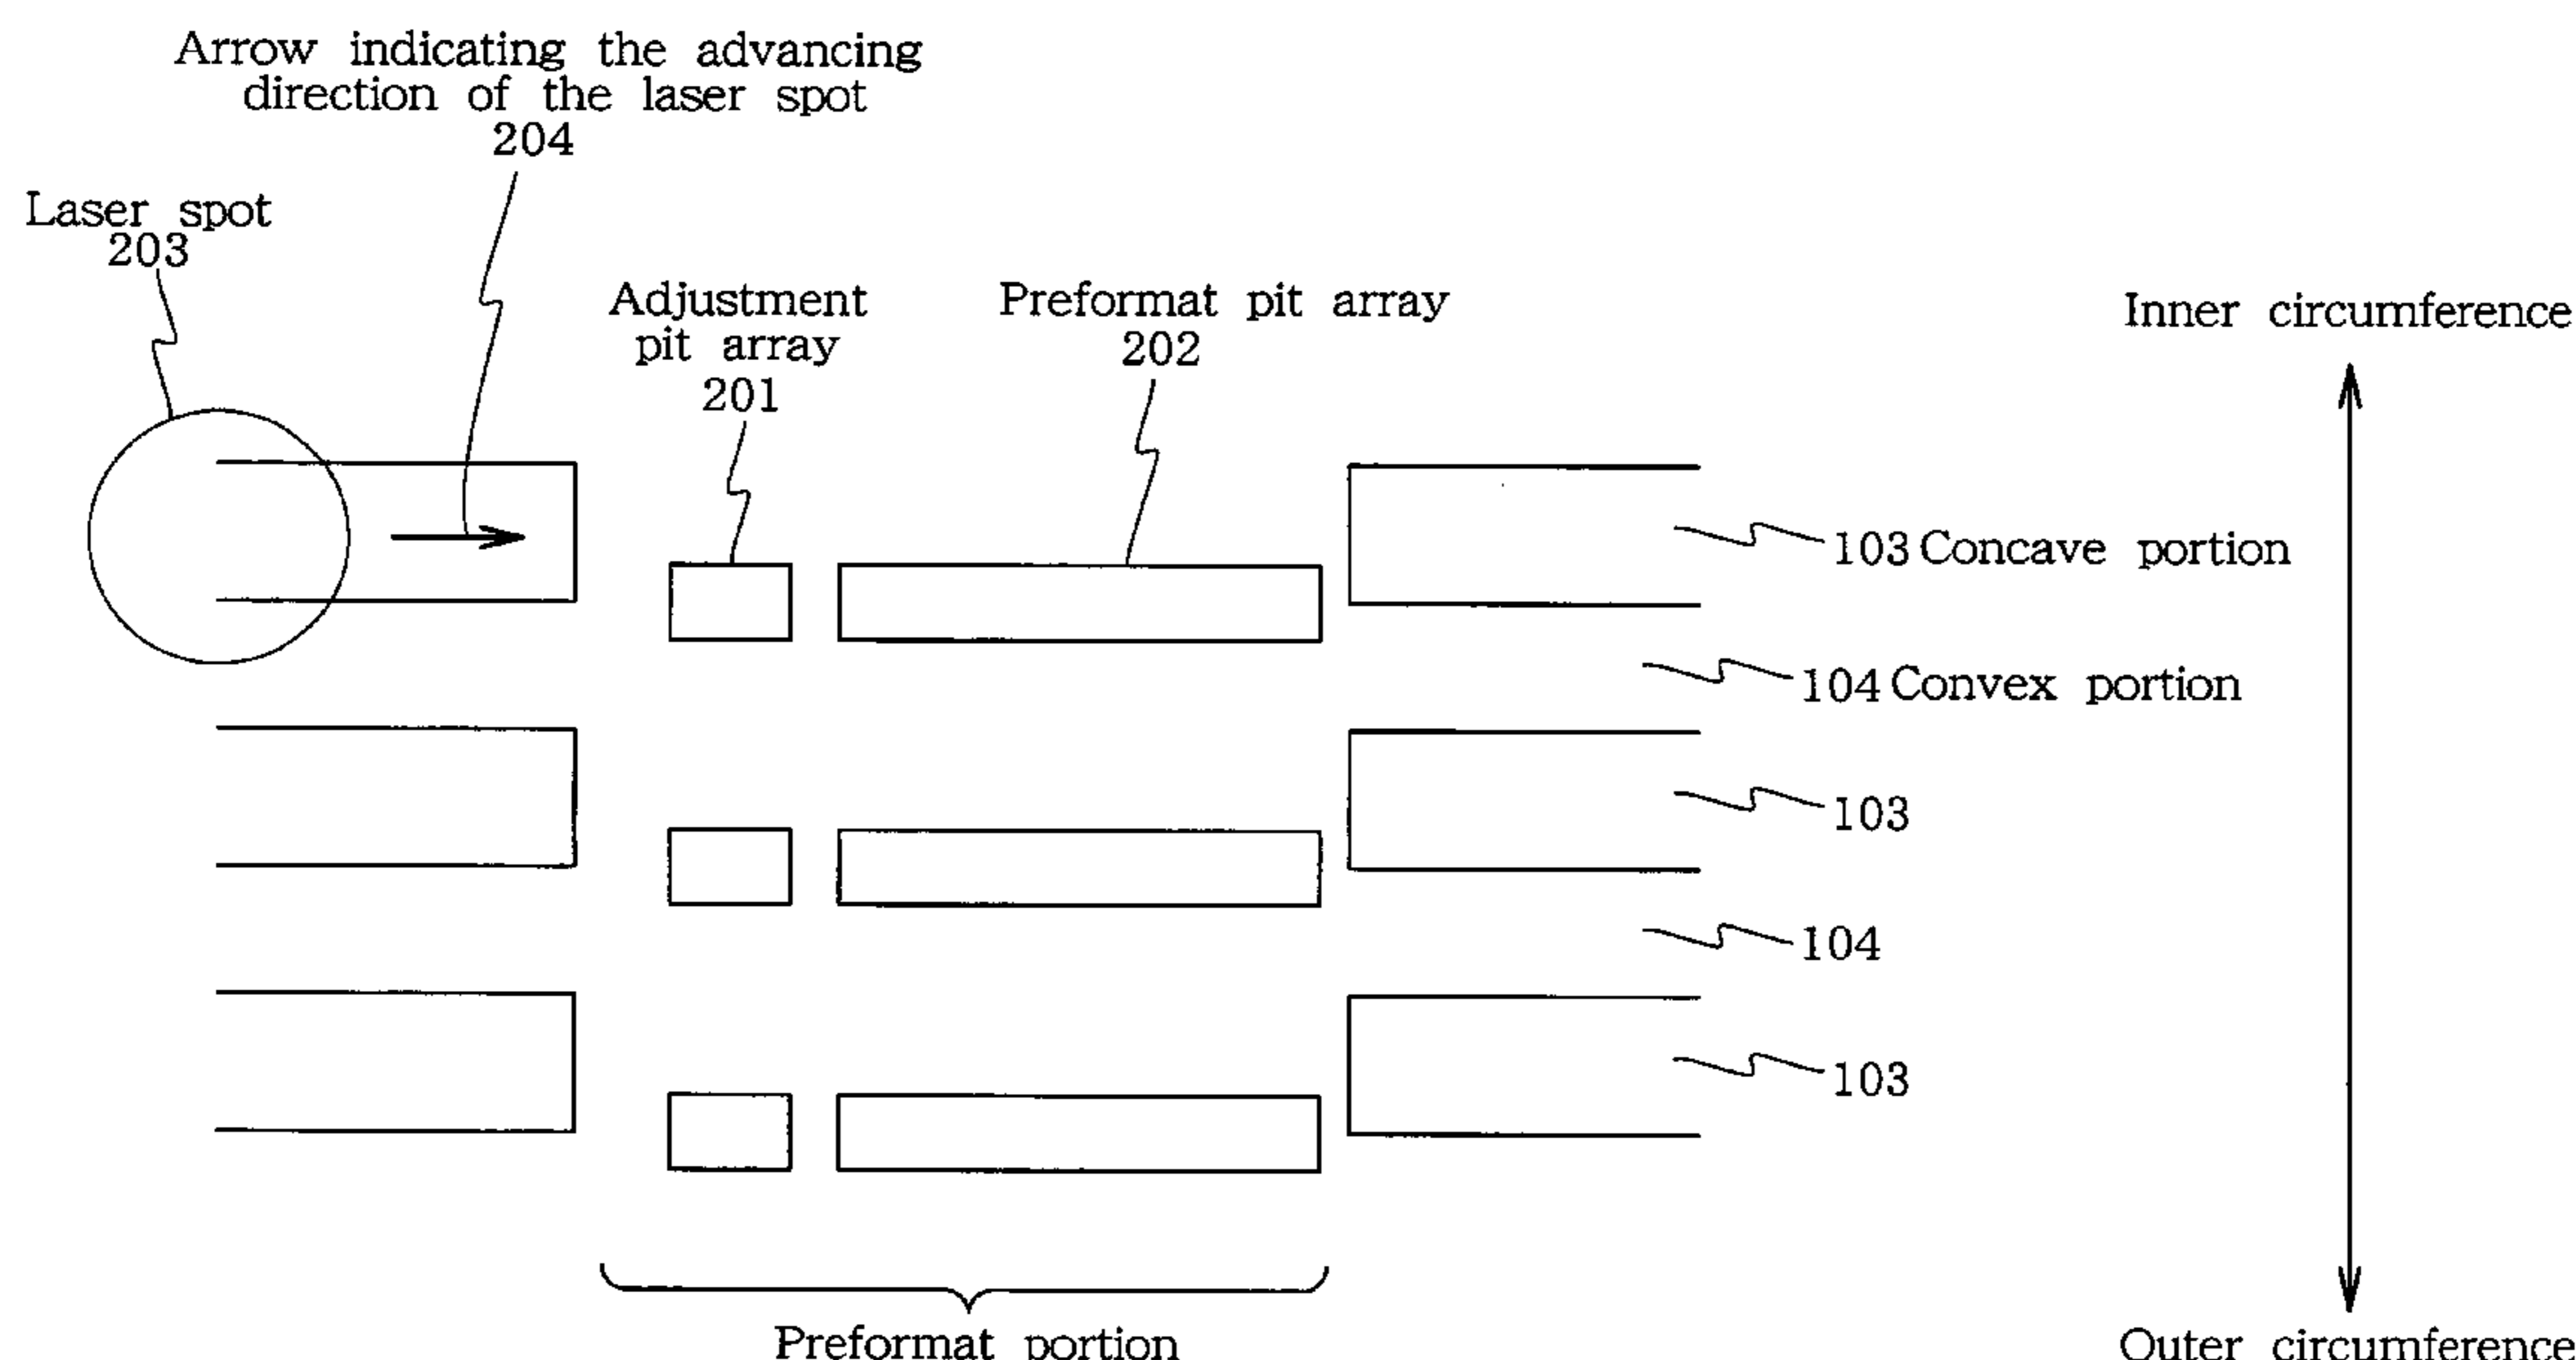 Arrow indicating the advancing
direction of the laser spot
204
Laser spot
203
Adjustment
pit array
201
Preformat pit array
202
Inner circumference
103 Concave portion
104 Convex portion
103
104
103
Preformat portion
Outer circumference